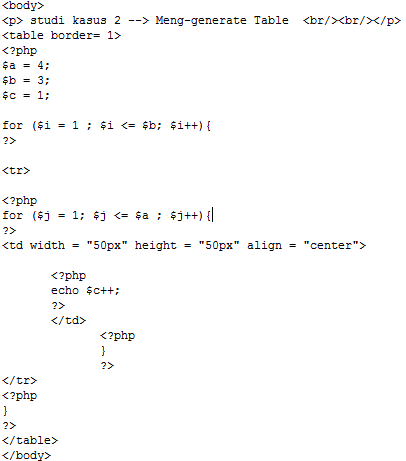 <body>
<p> studi kasus 2 --> Meng-generate Table  <br/><br/></p>
<table border= 1>
<?php
$a = 4;
$b = 3;
$c = 1;

for ($i = 1 ; $i <= $b; $i++){
?>

<tr>

<?php
for ($j = 1; $j <= $a ; $j++){
?>
<td width = "50px" height = "50px" align = "center">

       <?php
       echo $c++;
       ?>
       </td>
              <?php
              }
              ?>
</tr>
<?php
}
?>
</table>
</body>